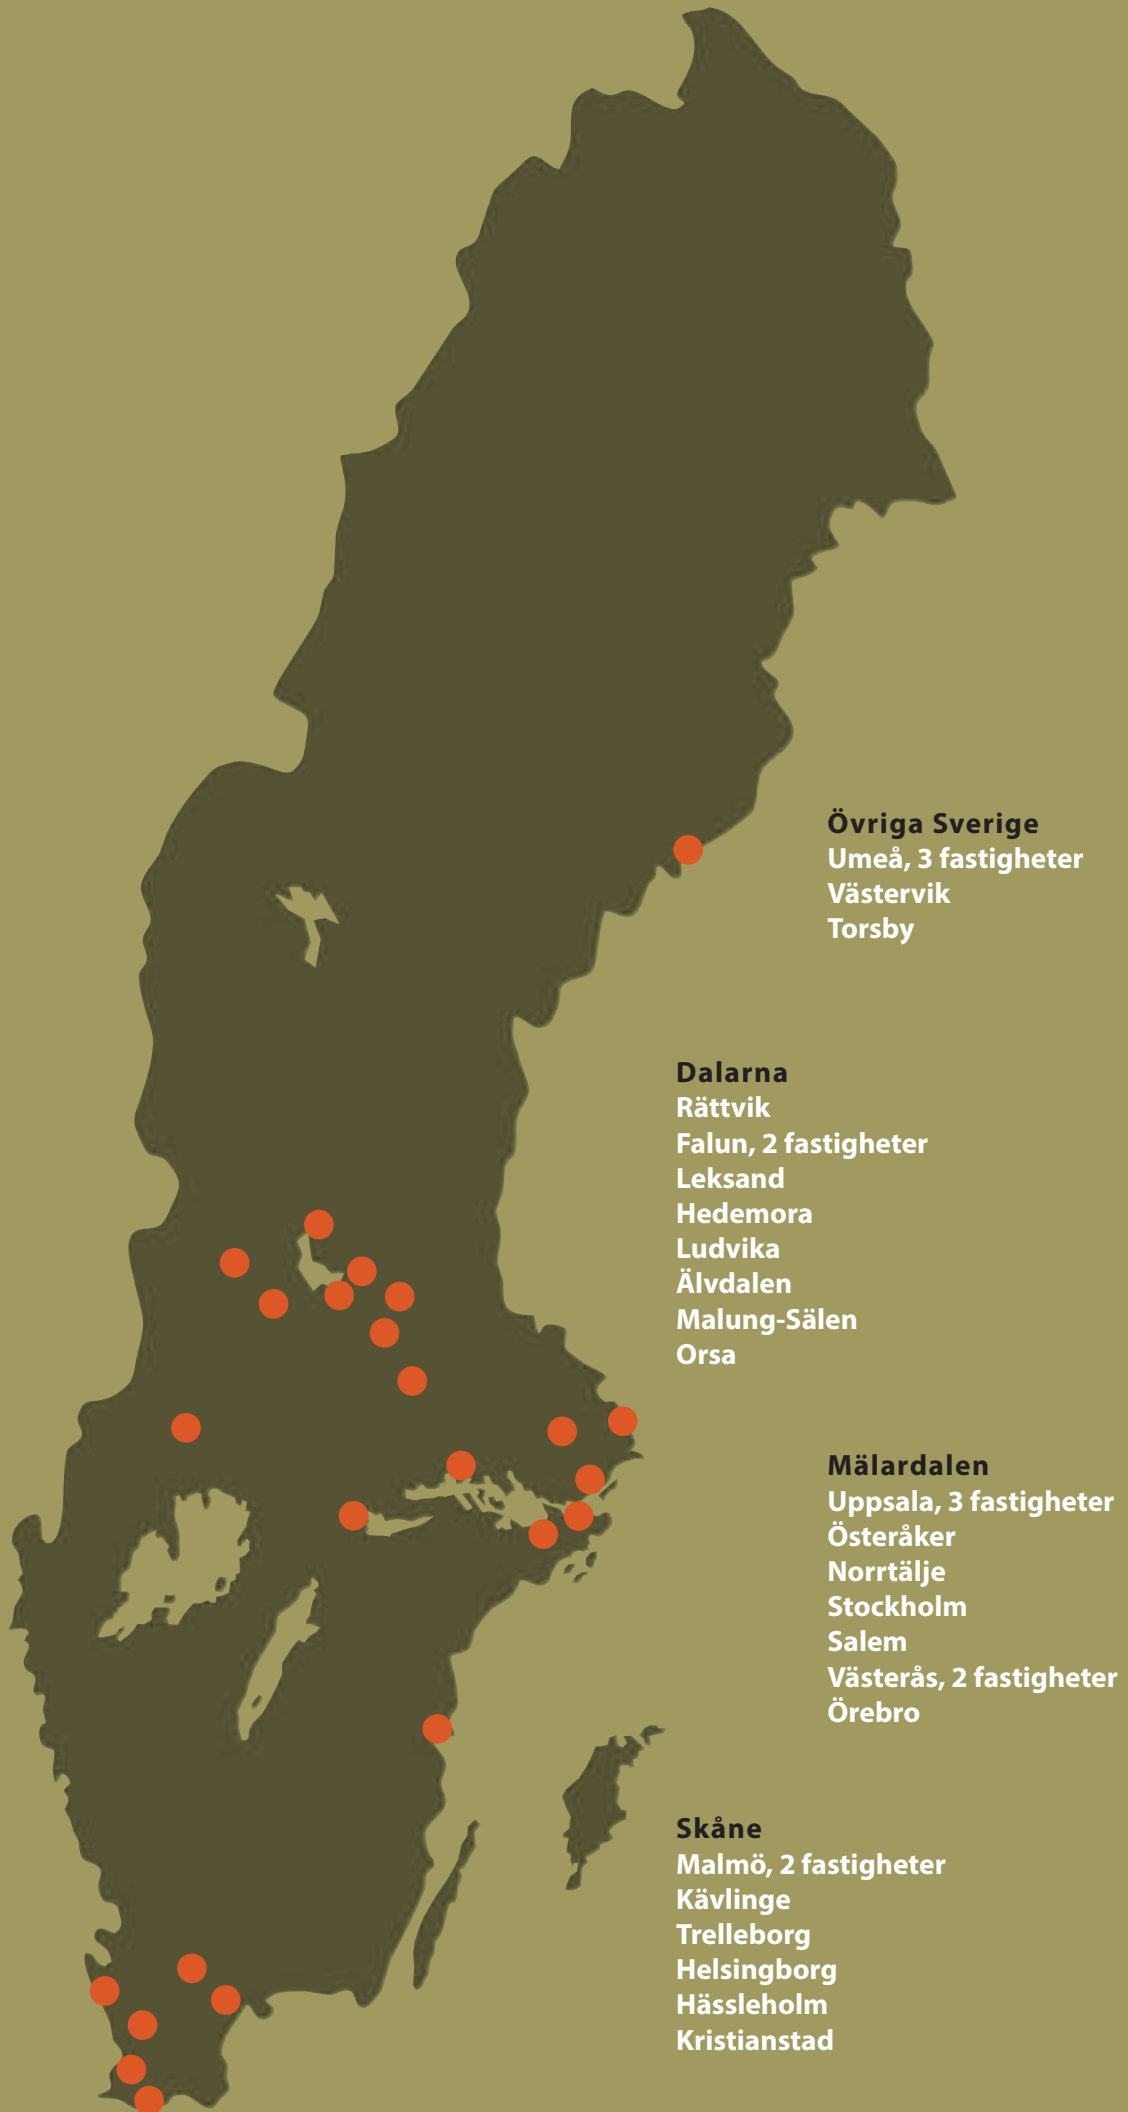 Övriga Sverige
Umeå, 3 fastigheter
Västervik
Torsby
Dalarna
Rättvik
Falun, 2 fastigheter
Leksand
Hedemora
Ludvika
Älvdalen
Malung-Sälen
Orsa
Mälardalen
Uppsala, 3 fastigheter
Österåker
Norrtälje
Stockholm
Salem
Västerås, 2 fastigheter
Örebro
Skåne
Malmö, 2 fastigheter
Kävlinge
Trelleborg
Helsingborg
Hässleholm
Kristianstad